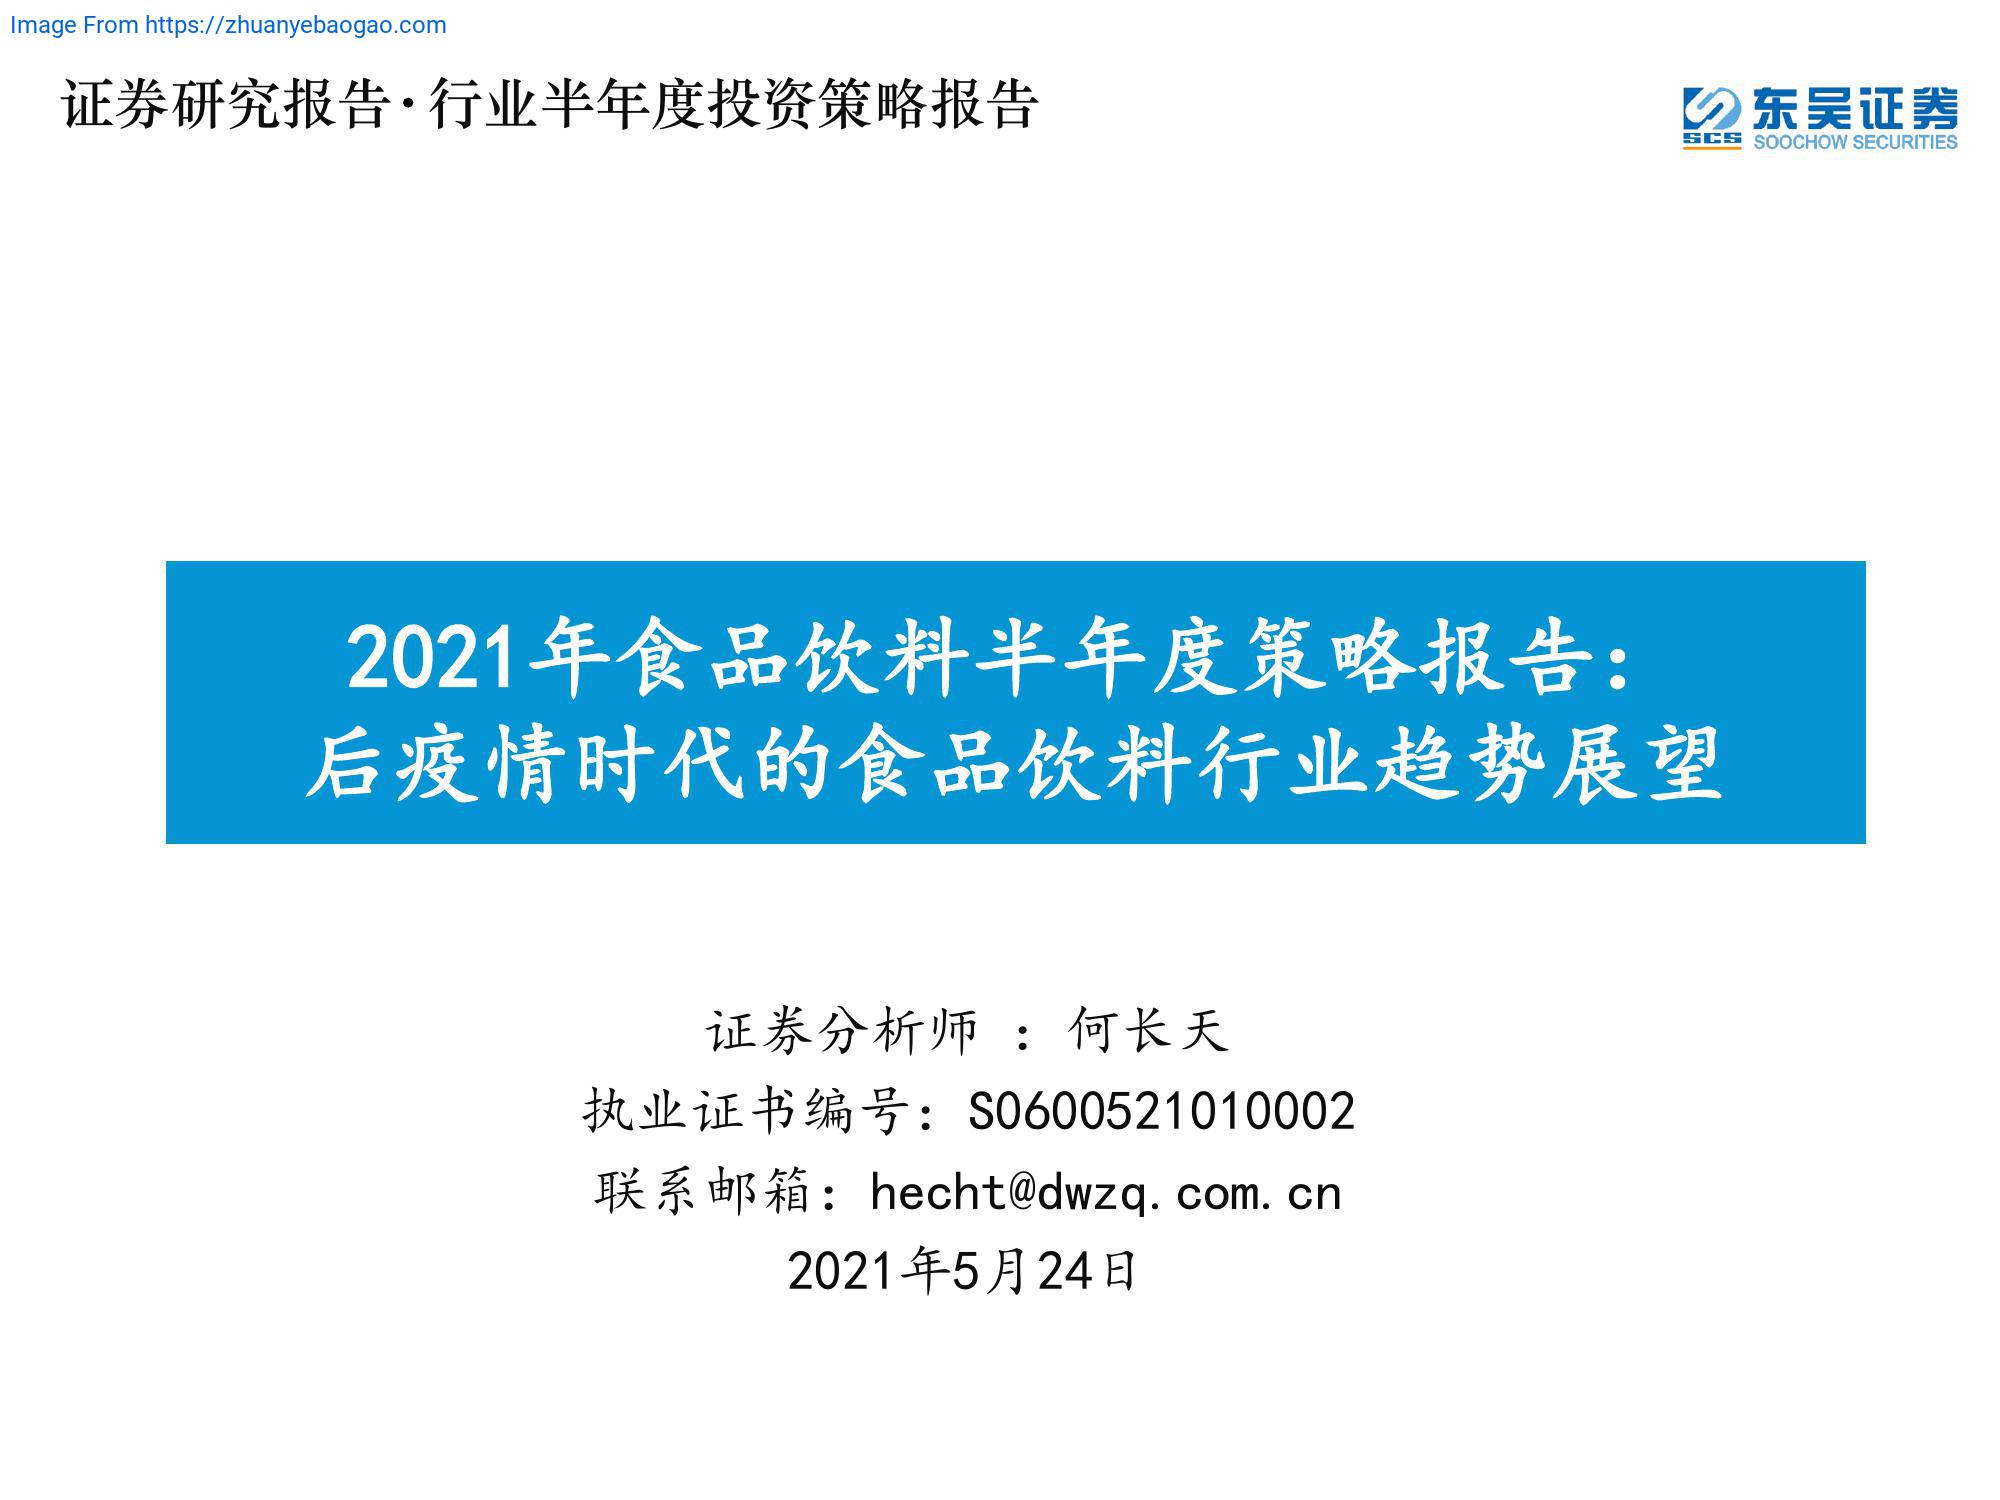 Image From https://zhuanyebaogao.com
证券研究报告·行业半年度投资策略报告
东吴证券
SCS
SOOCHOW SECURITIES
2021年食品饮料半年度策略报告：
后疫情时代的食品饮料行业趋势展望
证券分析师 ：何长天
执业证书编号：S0600521010002
联系邮箱：hecht@dwzq.com.cn
2021年5月24日